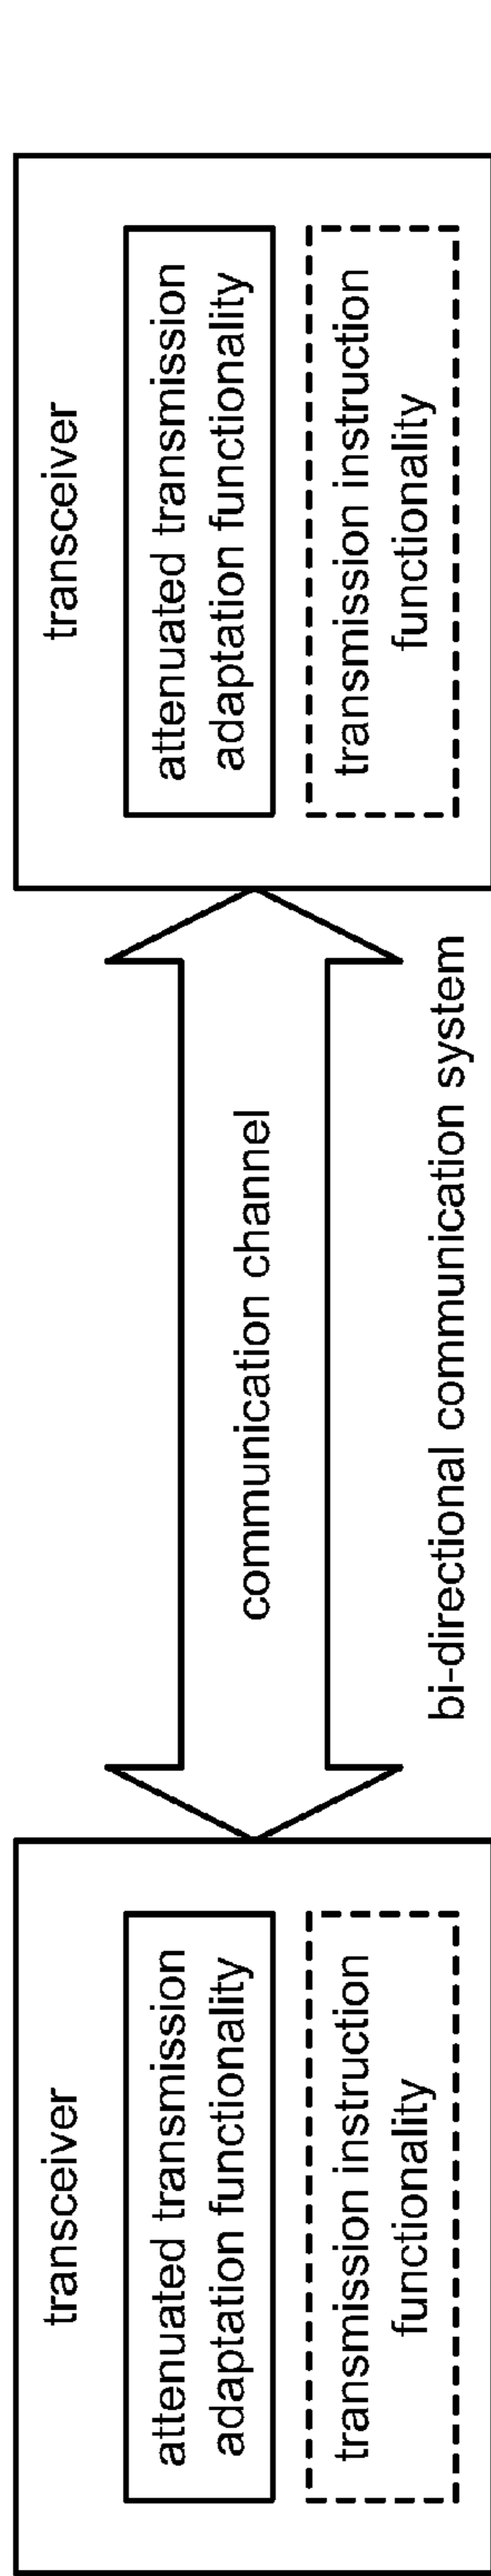 transceiver
attenuated transmission
adaptation functionality
transmission instruction
functionality
communication channel
bi-directional communication system
transceiver
attenuated transmission
adaptation functionality
transmission instruction
functionality